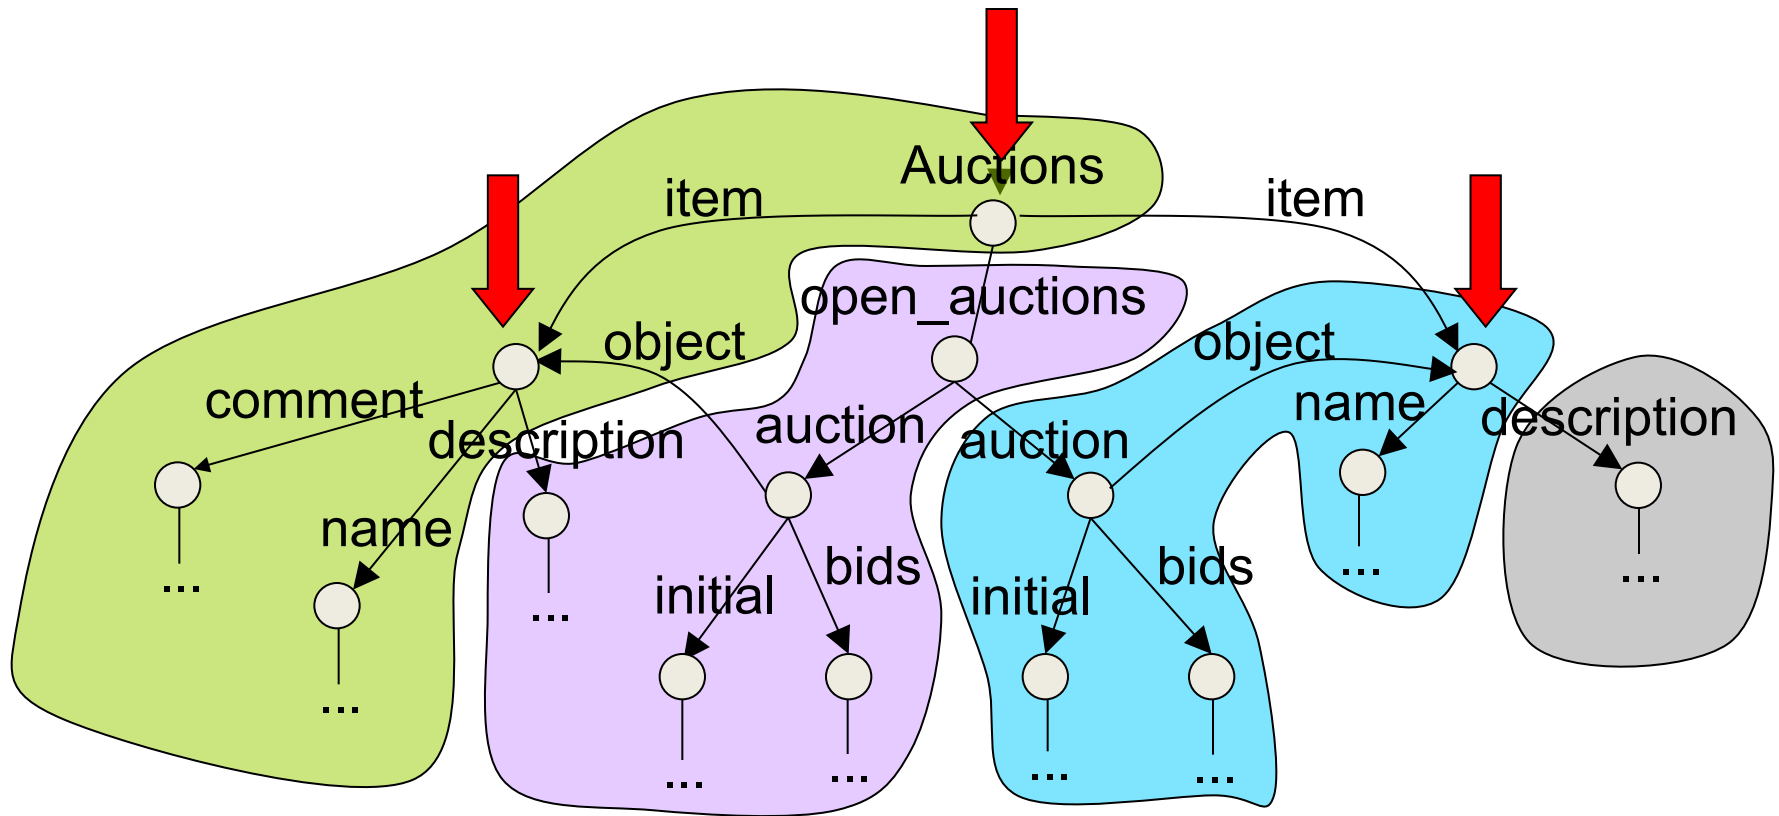 Auctions
item
item
open_auctions
object
object
comment
name
description
description
auction
auction
name
bids
bids
initial
initial
...
...
...
...
...
...
...
...
...